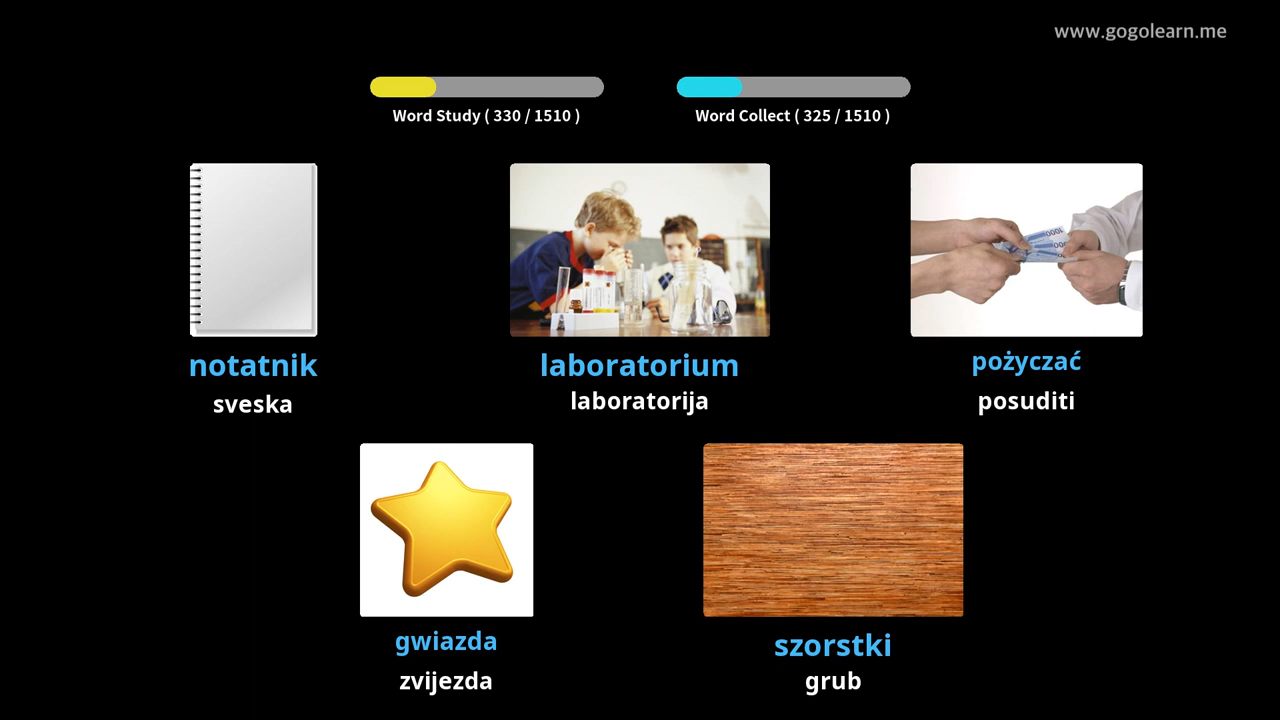 www.gogolearn.me
Word Study ( 330 / 1510 )
Word Collect ( 325 / 1510 )
notatnik
sveska
laboratorium
laboratorija
pożyczać
posuditi
gwiazda
zvijezda
szorstki
grub